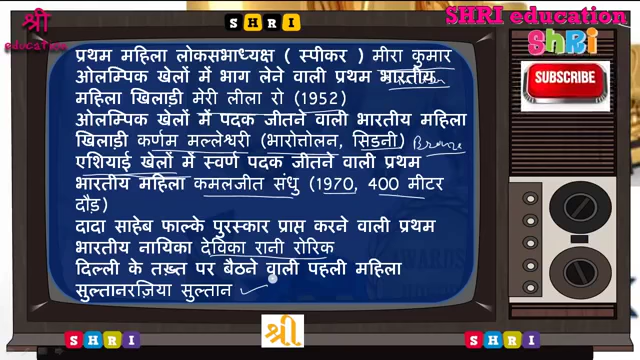 श्री
education
SHRI
SHRI education
ShRi
SUBSCRIBE
प्रथम महिला लोकसभाध्यक्ष ( स्पीकर ) मीरा कुमार
ओलम्पिक खेलों में भाग लेने वाली प्रथम भारतीय
महिला खिलाड़ी मेरी लीला रो (1952)
ओलम्पिक खेलों में पदक जीतने वाली भारतीय महिला
खिलाड़ी कर्णम मल्लेश्वरी (भारोत्तोलन, सिडनी) Bronze
एशियाई खेलों में स्वर्ण पदक जीतने वाली प्रथम
भारतीय महिला कमलजीत संधु (1970, 400 मीटर
दौड़)
दादा साहेब फाल्के पुरस्कार प्राप्त करने वाली प्रथम
भारतीय नायिका देविका रानी रोरिक
दिल्ली के तख़्त पर बैठने वाली पहली महिला
सुल्तानरज़िया सुल्तान
SHRI
श्री
SHRI